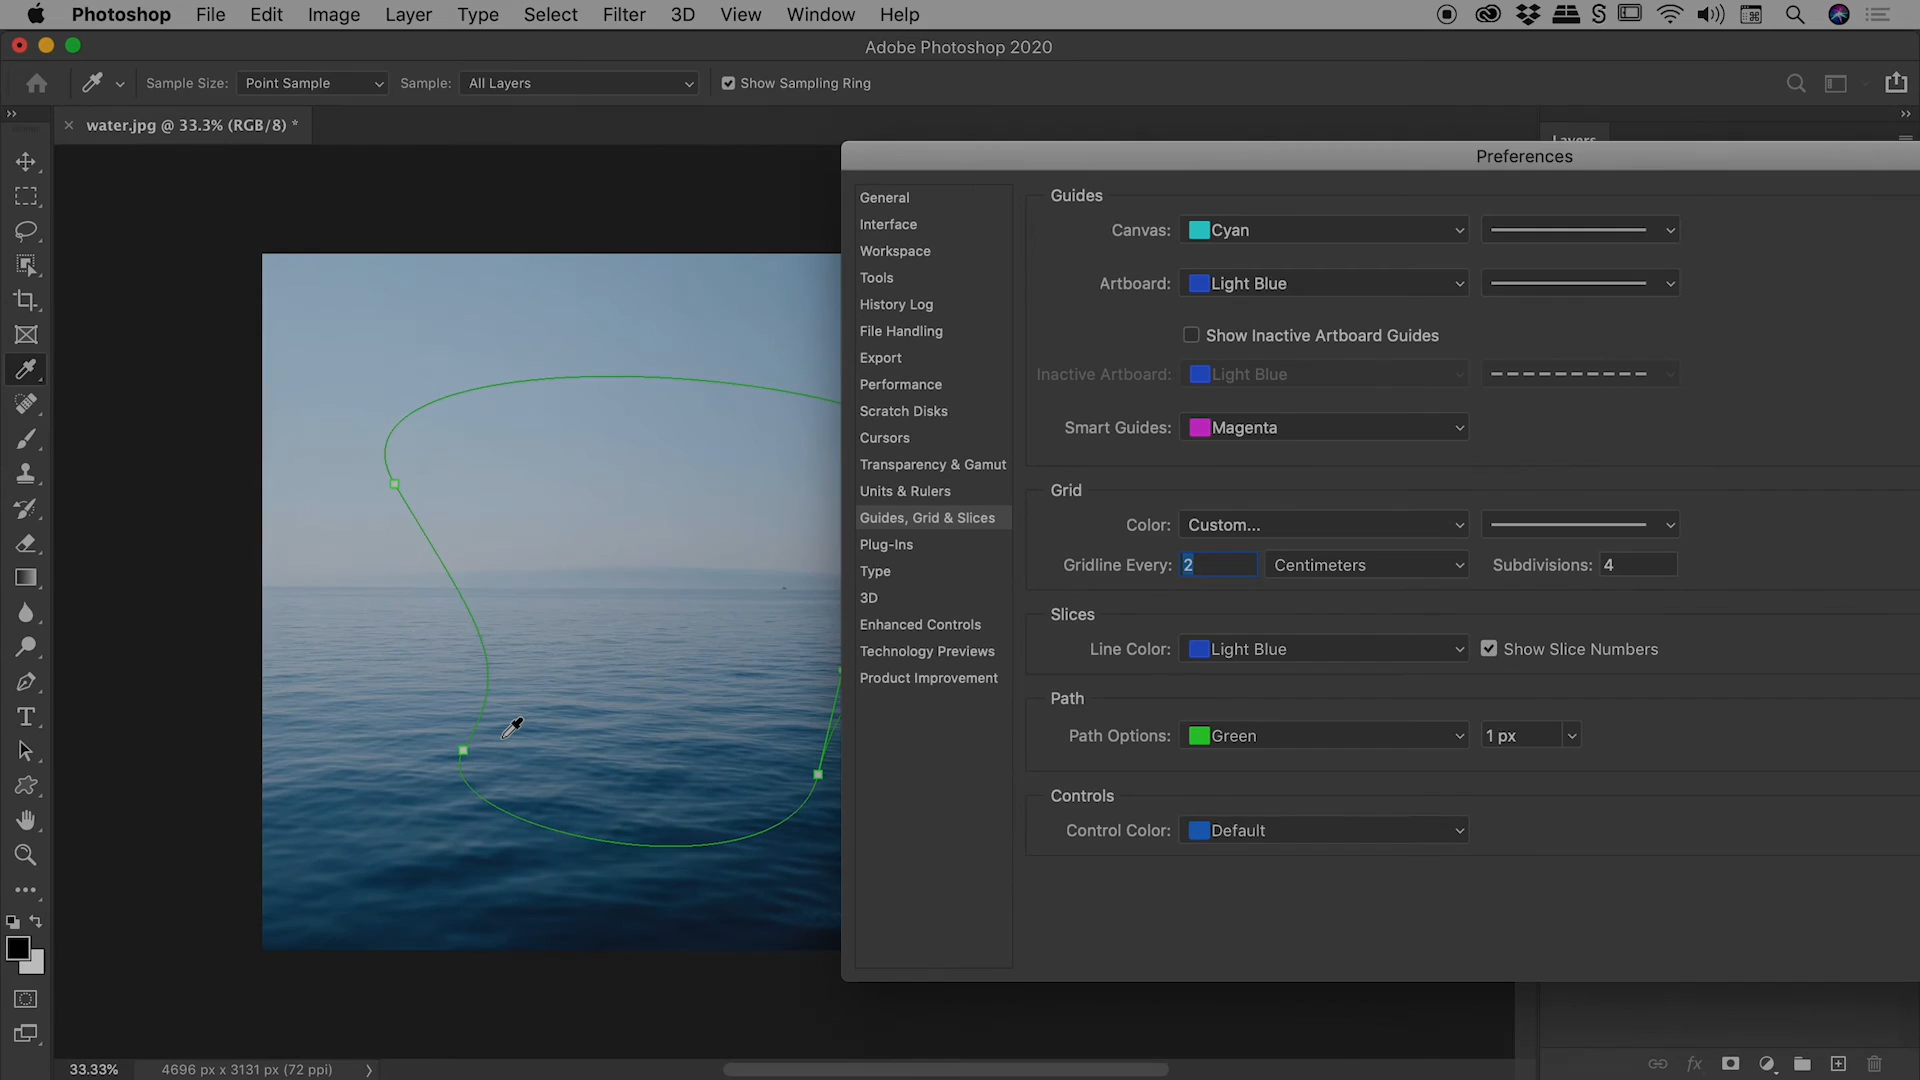 Photoshop File Edit Image Layer Type Select Filter 3D View Window Help
Adobe Photoshop 2020
Sample Size: Point Sample Sample: All Layers Show Sampling Ring
water.jpg @ 33.3% (RGB/8) *
Layers
Preferences
General
Interface
Workspace
Tools
History Log
File Handling
Export
Performance
Scratch Disks
Cursors
Transparency & Gamut
Units & Rulers
Guides, Grid & Slices
Plug-Ins
Type
3D
Enhanced Controls
Technology Previews
Product Improvement
Guides
Canvas: Cyan
Artboard: Light Blue
Show Inactive Artboard Guides
Inactive Artboard: Light Blue
Smart Guides: Magenta
Grid
Color: Custom...
Gridline Every: 2 Centimeters Subdivisions: 4
Slices
Line Color: Light Blue Show Slice Numbers
Path
Path Options: Green 1 px
Controls
Control Color: Default
33.33% 4696 px x 3131 px (72 ppi)
fx